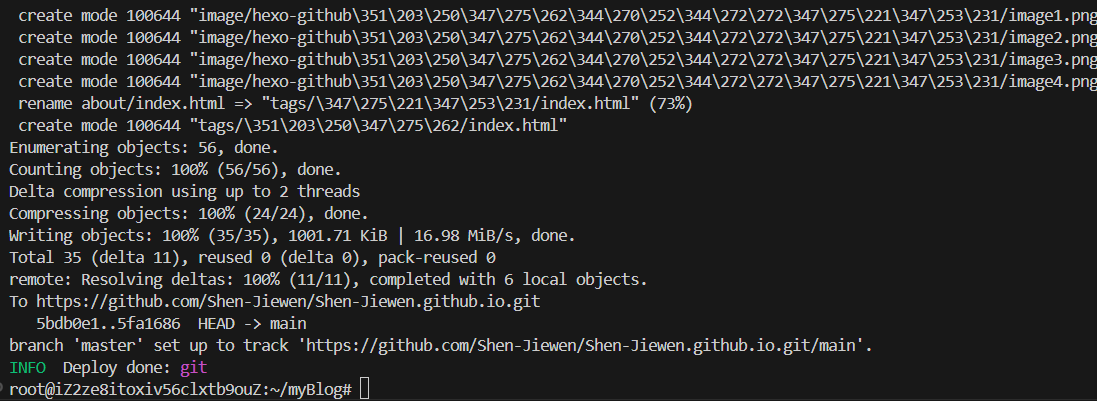 create mode 100644 "image/hexo-github\351\203\250\347\275\262\344\270\252\344\272\272\347\275\221\347\253\231/image1.png
create mode 100644 "image/hexo-github\351\203\250\347\275\262\344\270\252\344\272\272\347\275\221\347\253\231/image2.png
create mode 100644 "image/hexo-github\351\203\250\347\275\262\344\270\252\344\272\272\347\275\221\347\253\231/image3.png
create mode 100644 "image/hexo-github\351\203\250\347\275\262\344\270\252\344\272\272\347\275\221\347\253\231/image4.png
rename about/index.html => "tags/\347\275\221\347\253\231/index.html" (73%)
create mode 100644 "tags/\351\203\250\347\275\262/index.html"
Enumerating objects: 56, done.
Counting objects: 100% (56/56), done.
Delta compression using up to 2 threads
Compressing objects: 100% (24/24), done.
Writing objects: 100% (35/35), 1001.71 KiB | 16.98 MiB/s, done.
Total 35 (delta 11), reused 0 (delta 0), pack-reused 0
remote: Resolving deltas: 100% (11/11), completed with 6 local objects.
To https://github.com/Shen-Jiewen/Shen-Jiewen.github.io.git
5bdb0e1..5fa1686  HEAD -> main
branch 'master' set up to track 'https://github.com/Shen-Jiewen/Shen-Jiewen.github.io.git/main'.
INFO  Deploy done: git
root@iZ2ze8itoxiv56clxtb9ouZ:~/myBlog#